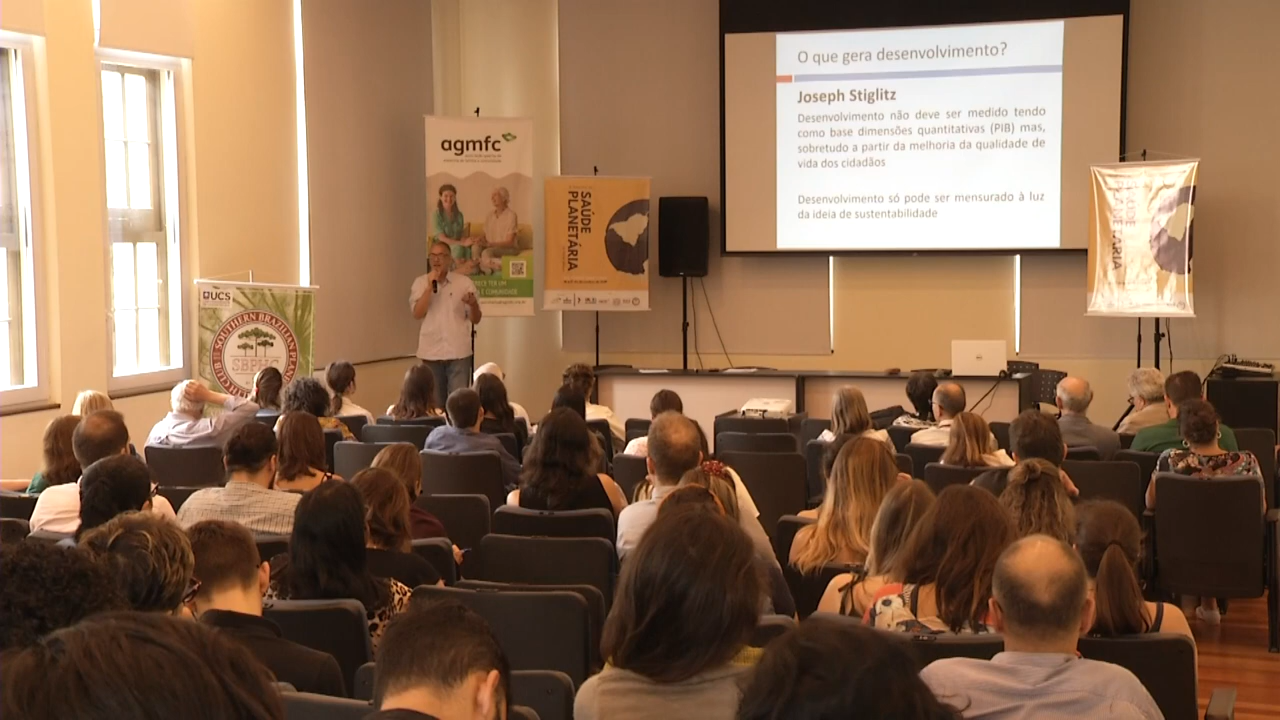 O que gera desenvolvimento?
Joseph Stiglitz
Desenvolvimento não deve ser medido tendo
como base dimensões quantitativas (PIB) mas,
sobretudo a partir da melhoria da qualidade de
vida dos cidadãos
Desenvolvimento só pode ser mensurado à luz
da ideia de sustentabilidade
agmfc
SAÚDE
PLANETÁRIA
UCS
SOUTHERN BRAZILIAN
SBPHC
CLUB